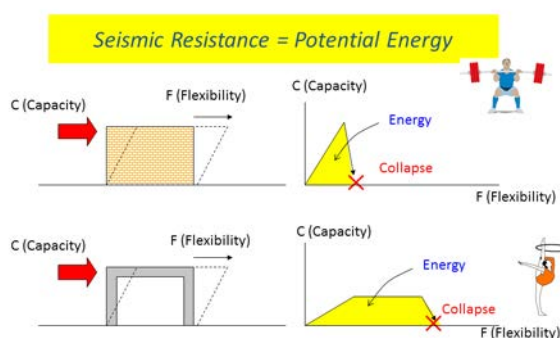 Seismic Resistance = Potential Energy
C (Capacity)
F (Flexibility)
C (Capacity)
Energy
Collapse
F (Flexibility)
C (Capacity)
F (Flexibility)
C (Capacity)
Energy
Collapse
F (Flexibility)